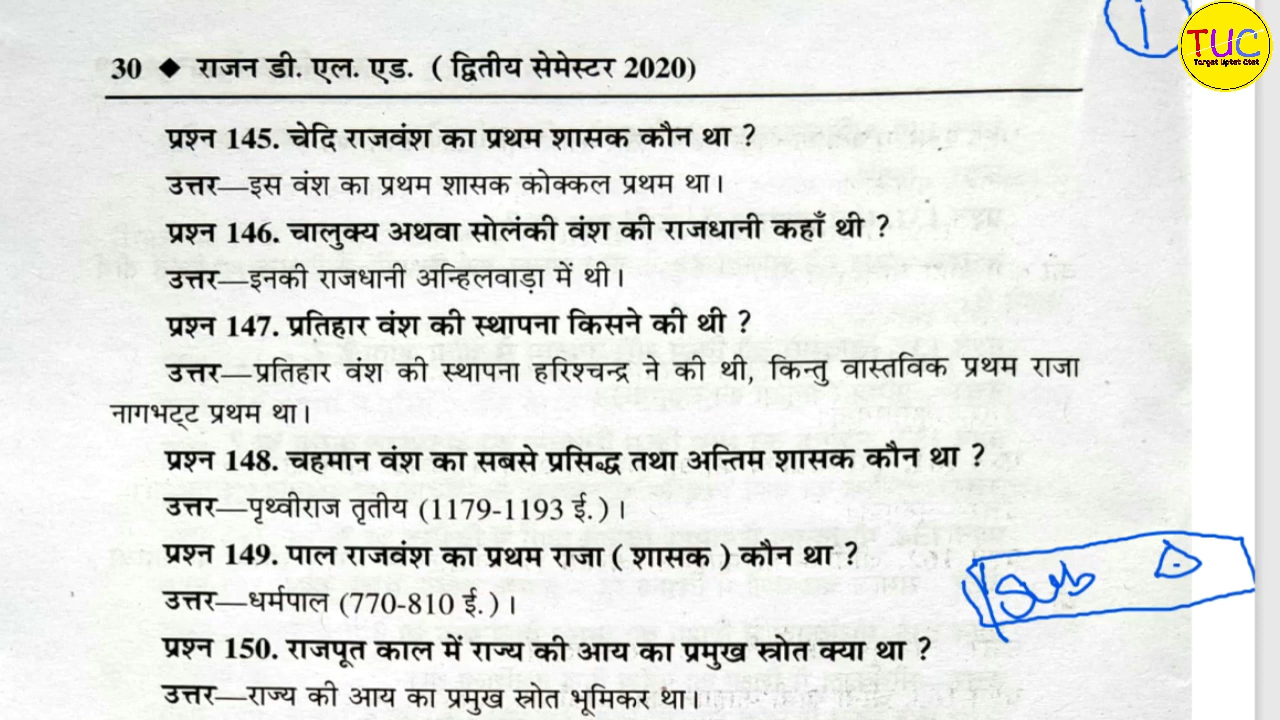 1
TUC
Target Uptet Ctet
30 ◆ राजन डी. एल. एड. ( द्वितीय सेमेस्टर 2020)
प्रश्न 145. चेदि राजवंश का प्रथम शासक कौन था ?
उत्तर—इस वंश का प्रथम शासक कोक्कल प्रथम था।
प्रश्न 146. चालुक्य अथवा सोलंकी वंश की राजधानी कहाँ थी ?
उत्तर—इनकी राजधानी अन्हिलवाड़ा में थी।
प्रश्न 147. प्रतिहार वंश की स्थापना किसने की थी ?
उत्तर—प्रतिहार वंश की स्थापना हरिश्चन्द्र ने की थी, किन्तु वास्तविक प्रथम राजा
नागभट्ट प्रथम था।
प्रश्न 148. चहमान वंश का सबसे प्रसिद्ध तथा अन्तिम शासक कौन था ?
उत्तर—पृथ्वीराज तृतीय (1179-1193 ई.)।
प्रश्न 149. पाल राजवंश का प्रथम राजा ( शासक ) कौन था ?
उत्तर—धर्मपाल (770-810 ई.)।
Sub
प्रश्न 150. राजपूत काल में राज्य की आय का प्रमुख स्रोत क्या था ?
उत्तर—राज्य की आय का प्रमुख स्रोत भूमिकर था।